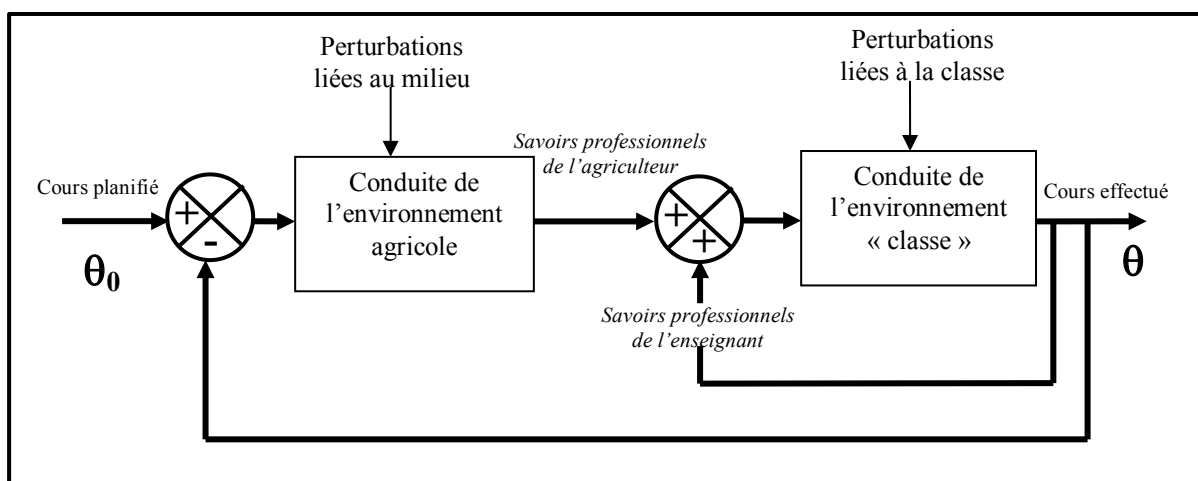 Perturbations
liées au milieu
Perturbations
liées à la classe
Cours planifié
θ0
+
-
Conduite de
l’environnement
agricole
Savoirs professionnels
de l’agriculteur
+
+
Savoirs professionnels
de l’enseignant
Conduite de
l’environnement
« classe »
Cours effectué
θ